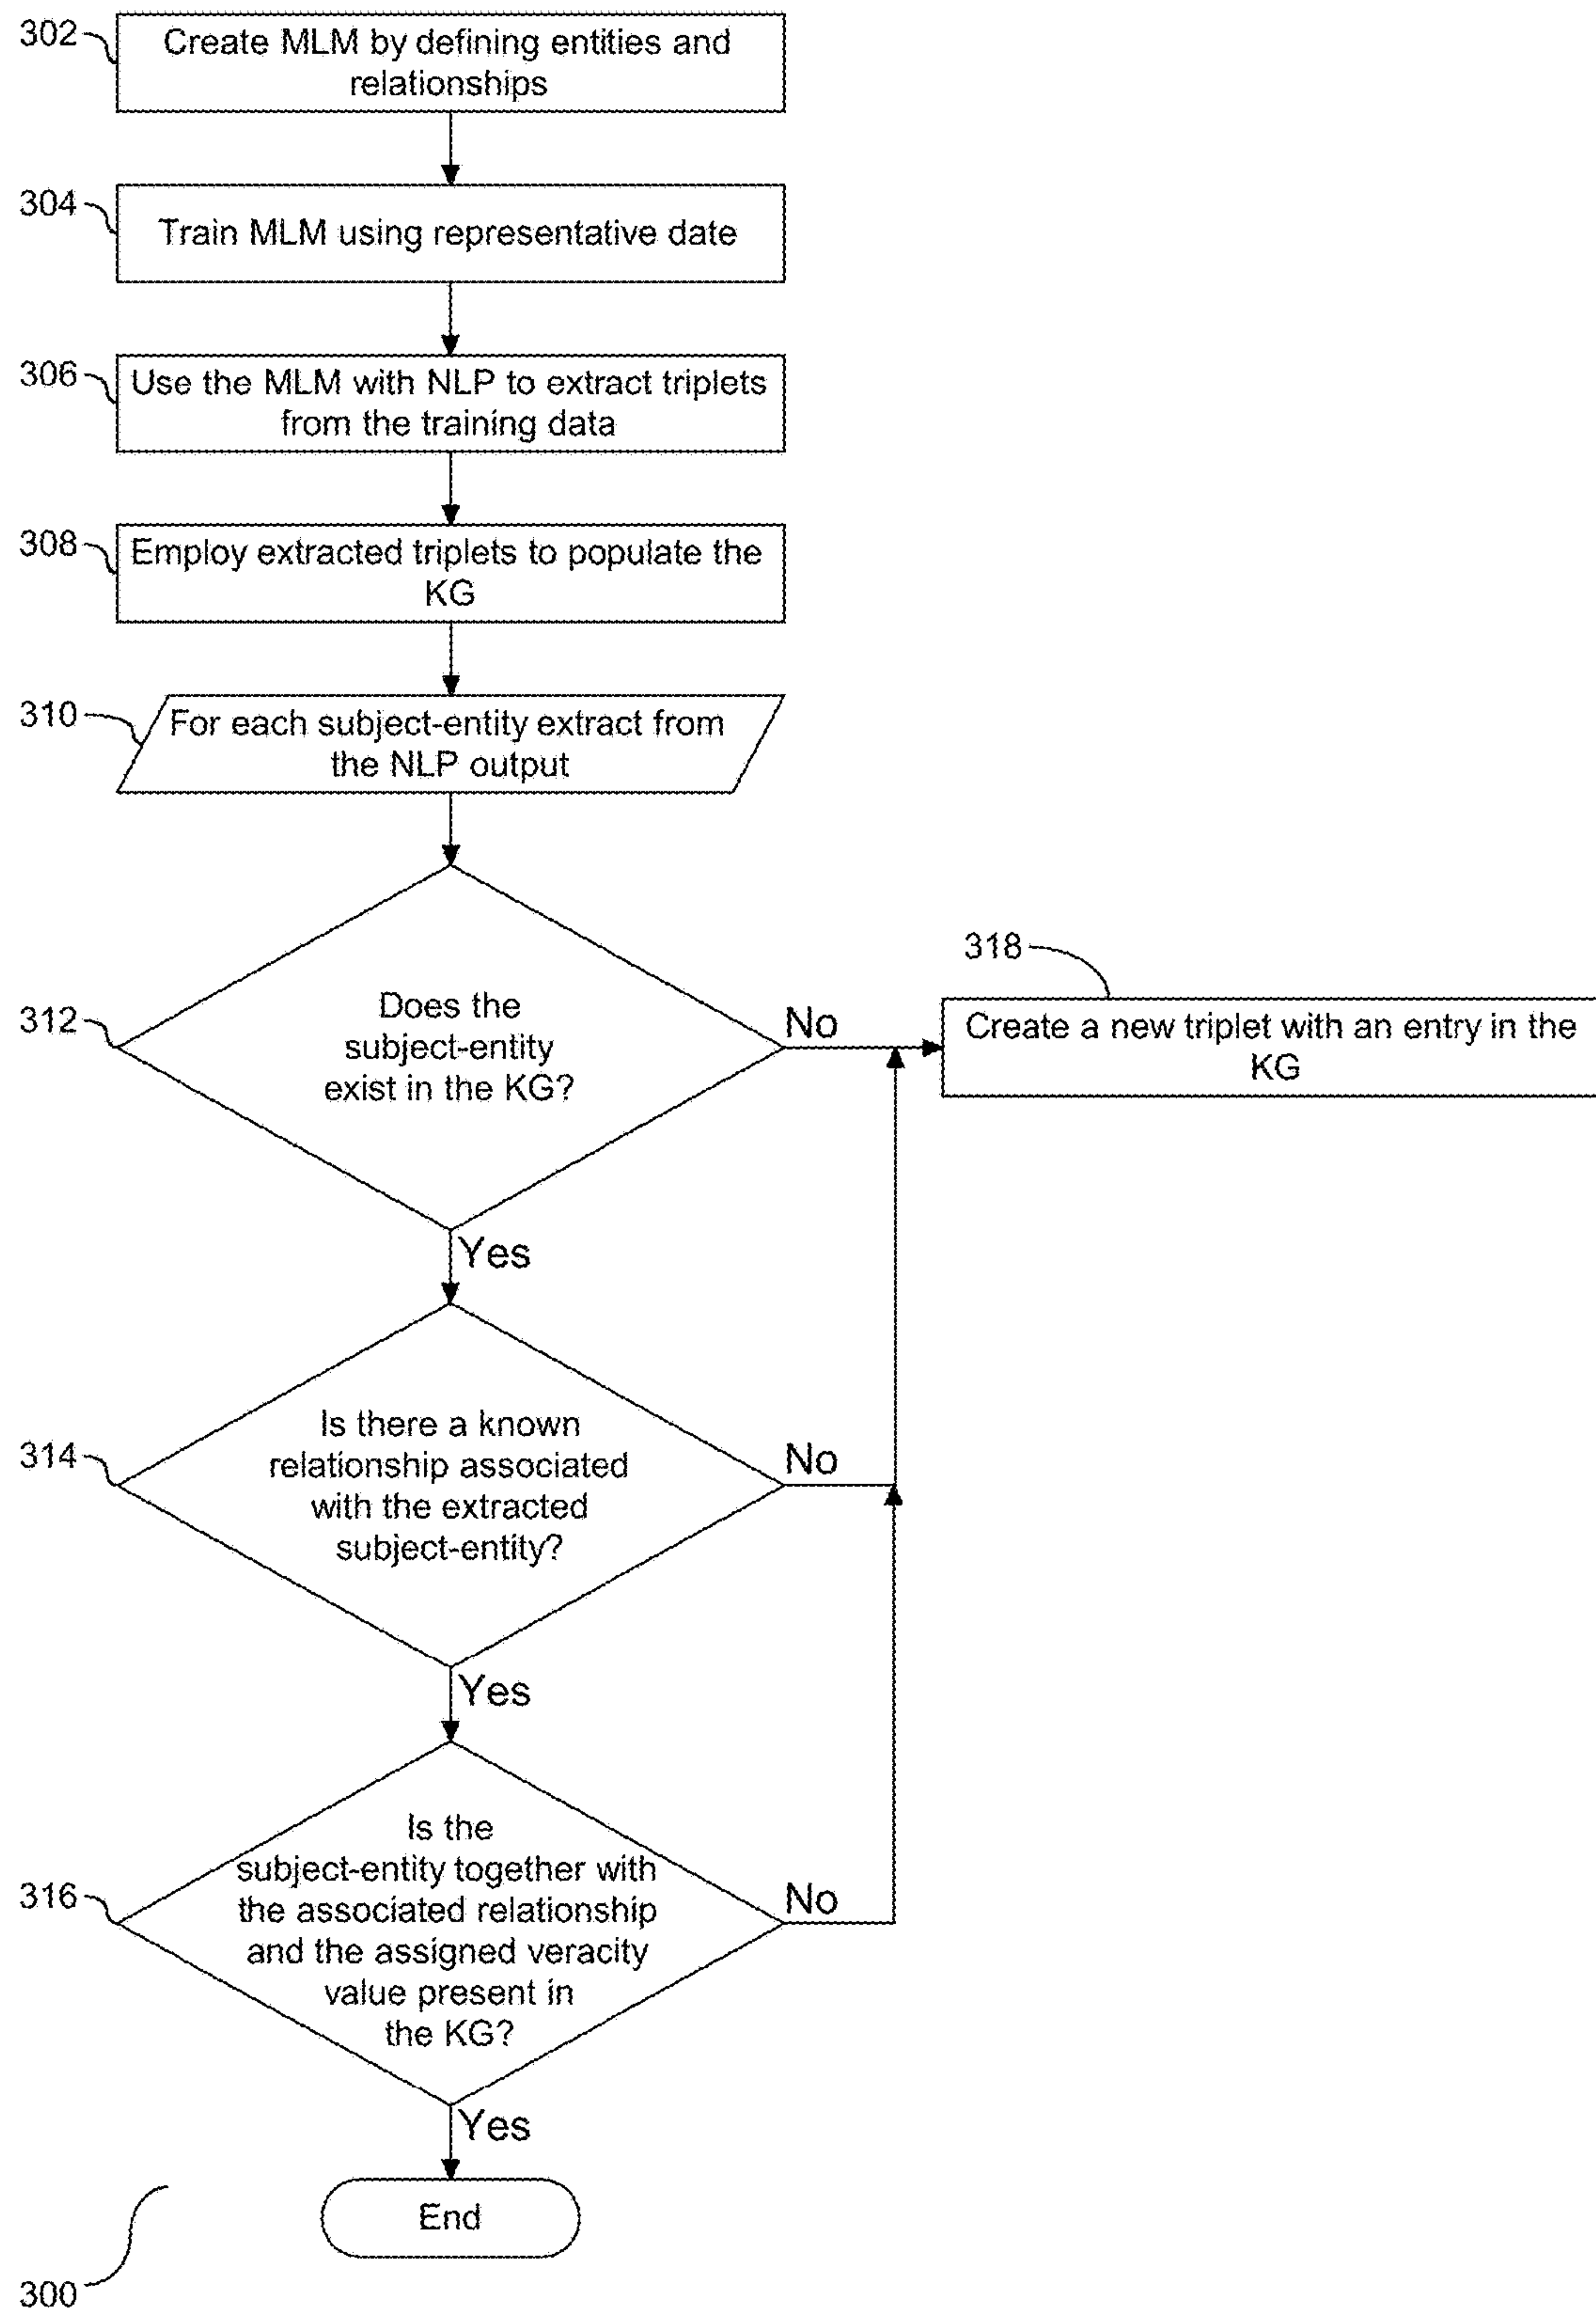 302
Create MLM by defining entities and
relationships
304
Train MLM using representative date
306
Use the MLM with NLP to extract triplets
from the training data
308
Employ extracted triplets to populate the
KG
310
For each subject-entity extract from
the NLP output
312
Does the
subject-entity
exist in the KG?
No
318
Create a new triplet with an entry in the
KG
Yes
314
Is there a known
relationship associated
with the extracted
subject-entity?
No
Yes
316
Is the
subject-entity together with
the associated relationship
and the assigned veracity
value present in
the KG?
No
Yes
End
300